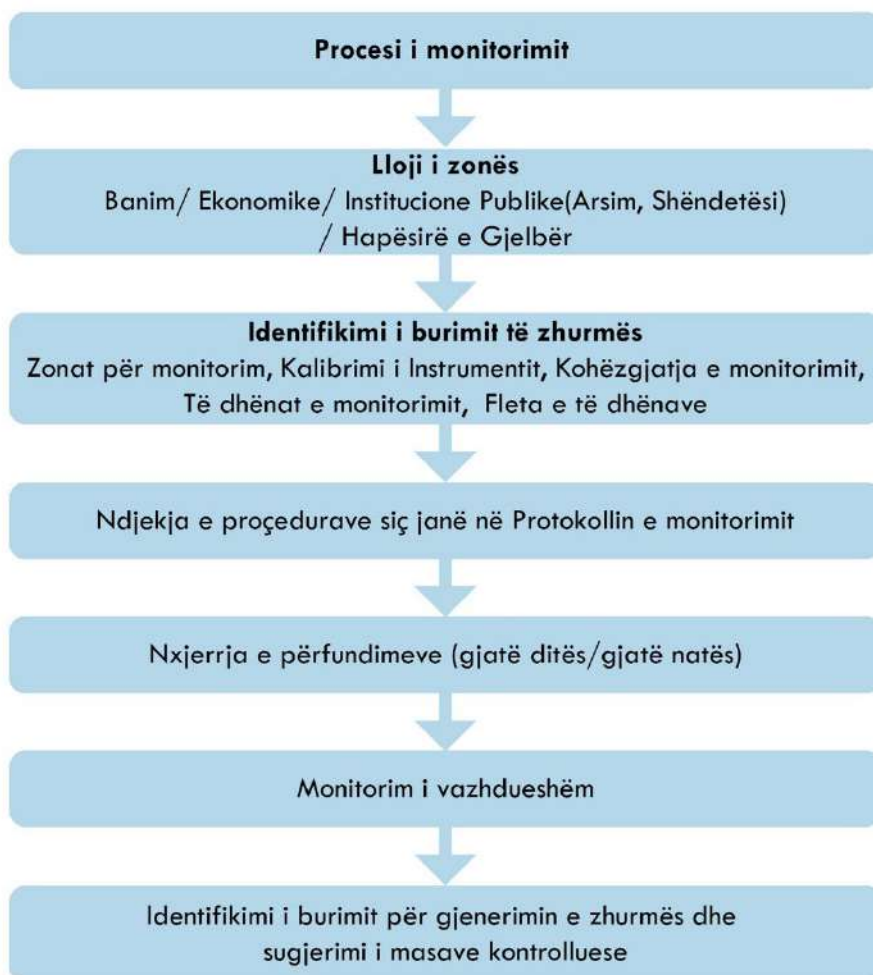 Procesi i monitorimit
Lloji i zonës
Banim/ Ekonomike/ Institucione Publike(Arsim, Shëndetësi)
/ Hapësirë e Gjelbër
Identifikimi i burimit të zhurmës
Zonat për monitorim, Kalibrimi i Instrumentit, Kohëzgjatja e monitorimit,
Të dhënat e monitorimit, Fleta e të dhënave
Ndjekja e proçedurave siç janë në Protokollin e monitorimit
Nxjerrja e përfundimeve (gjatë ditës/gjatë natës)
Monitorim i vazhdueshëm
Identifikimi i burimit për gjenerimin e zhurmës dhe
sugjerimi i masave kontrolluese